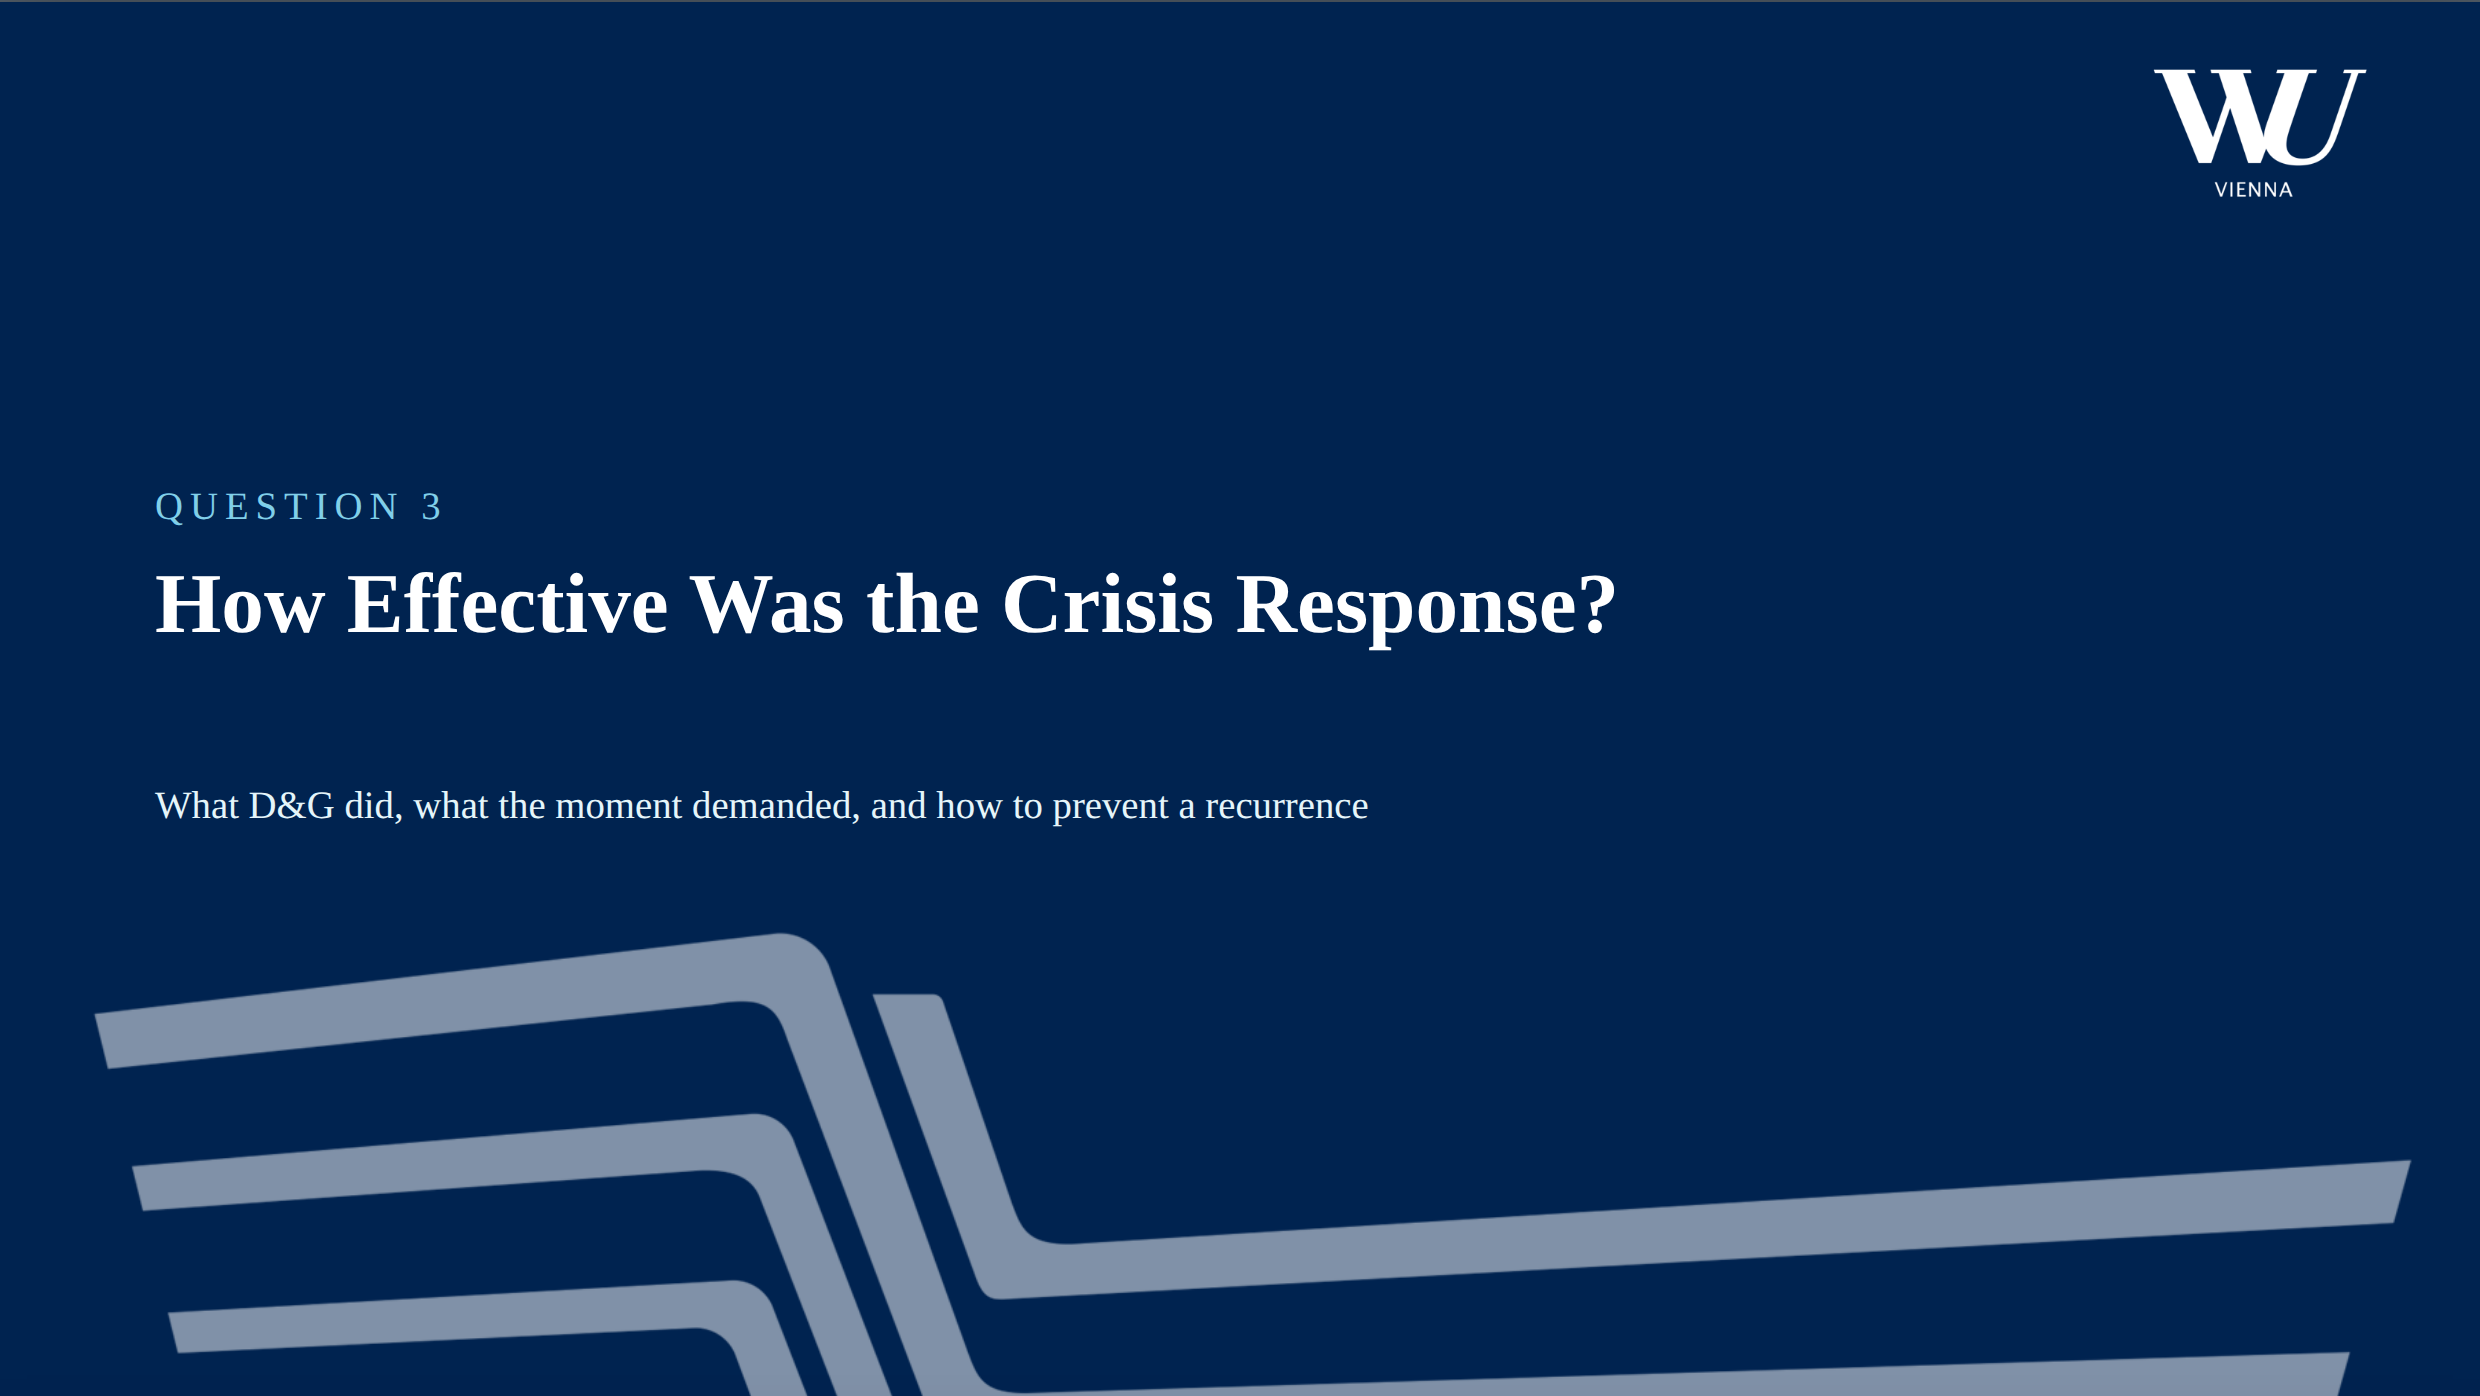 WU
VIENNA
QUESTION 3
How Effective Was the Crisis Response?
What D&G did, what the moment demanded, and how to prevent a recurrence